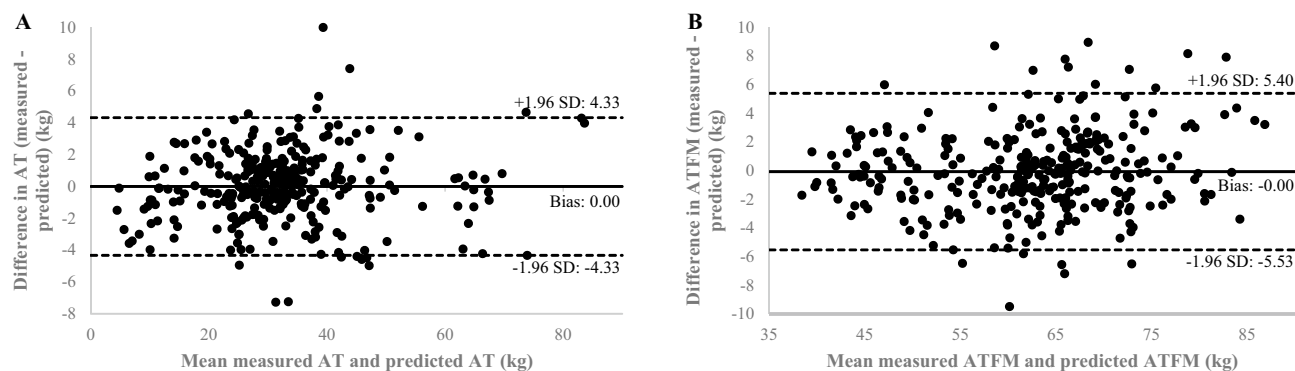 A
Difference in AT (measured -
predicted) (kg)
10
8
6
4
2
0
-2
-4
-6
-8
+1.96 SD: 4.33
Bias: 0.00
-1.96 SD: -4.33
0
20
40
60
80
Mean measured AT and predicted AT (kg)
B
Difference in ATFM (measured -
predicted) (kg)
10
8
6
4
2
0
-2
-4
-6
-8
-10
+1.96 SD: 5.40
Bias: -0.00
-1.96 SD: -5.53
35
45
55
65
75
85
Mean measured ATFM and predicted ATFM (kg)